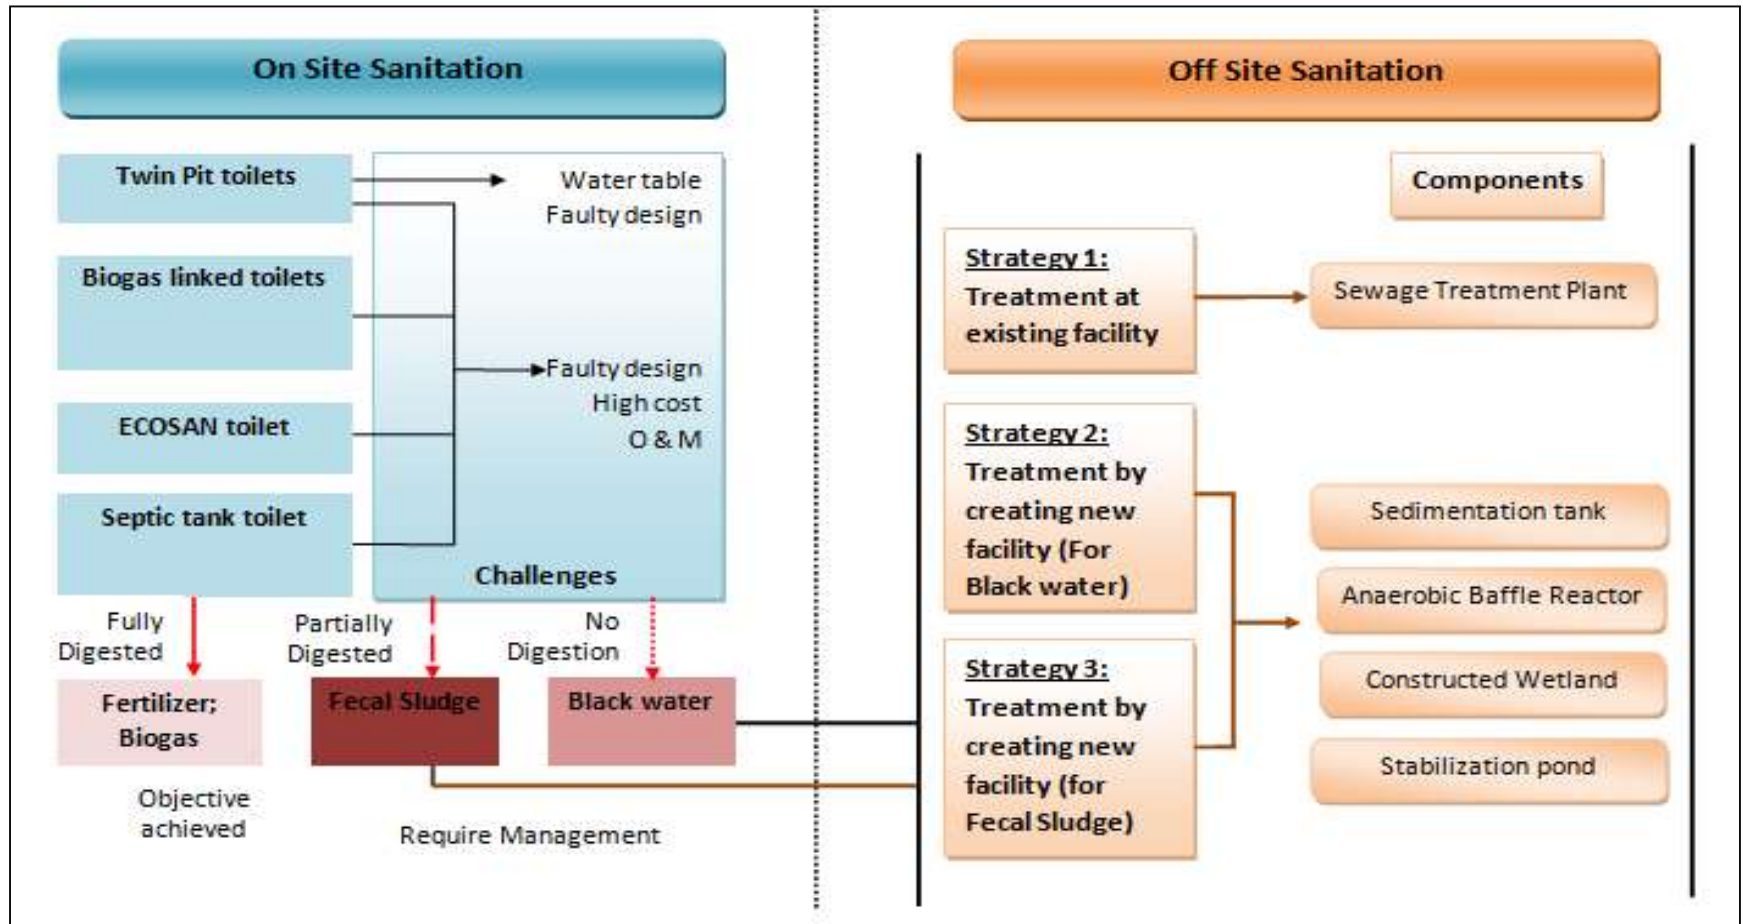 On Site Sanitation
Twin Pit toilets
Biogas linked toilets
ECOSAN toilet
Septic tank toilet
Water table
Faulty design
Faulty design
High cost
O & M
Challenges
Fully
Digested
Partially
Digested
No
Digestion
Fertilizer;
Biogas
Fecal Sludge
Black water
Objective
achieved
Require Management
Off Site Sanitation
Components
Strategy 1:
Treatment at
existing facility
Sewage Treatment Plant
Strategy 2:
Treatment by
creating new
facility (For
Black water)
Strategy 3:
Treatment by
creating new
facility (for
Fecal Sludge)
Sedimentation tank
Anaerobic Baffle Reactor
Constructed Wetland
Stabilization pond